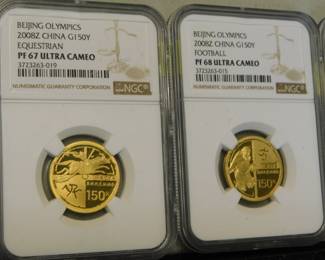 BEIJING OLYMPICS
2008Z CHINA G150Y
EQUESTRIAN
PF 67 ULTRA CAMEO
3723263-019
NUMISMATIC GUARANTY CORPORATION
NGC
150
BEIJING OLYMPICS
2008Z CHINA G150Y
FOOTBALL
PF 68 ULTRA CAMEO
3723263-015
NUMISMATIC GUARANTY CORPORATION
NGC
150